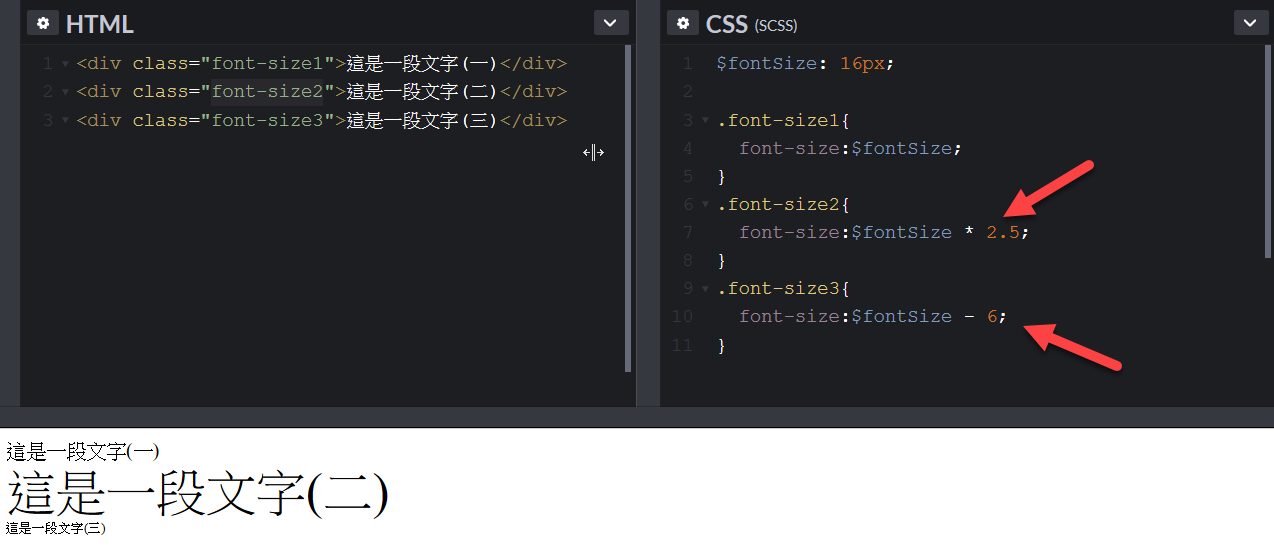 HTML
1 <div class="font-size1">這是一段文字(一)</div>
2 <div class="font-size2">這是一段文字(二)</div>
3 <div class="font-size3">這是一段文字(三)</div>
CSS (SCSS)
1 $fontSize: 16px;
2
3 .font-size1{
4 font-size:$fontSize;
5 }
6 .font-size2{
7 font-size:$fontSize * 2.5;
8 }
9 .font-size3{
10 font-size:$fontSize - 6;
11 }
這是一段文字(一)
這是一段文字(二)
這是一段文字(三)